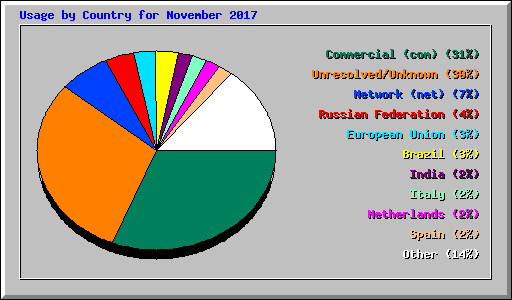 Usage by Country for November 2017
Commercial (com) (31%)
Unresolved/Unknown (30%)
Network (net) (7%)
Russian Federation (4%)
European Union (3%)
Brazil (3%)
India (2%)
Italy (2%)
Netherlands (2%)
Spain (2%)
Other (14%)